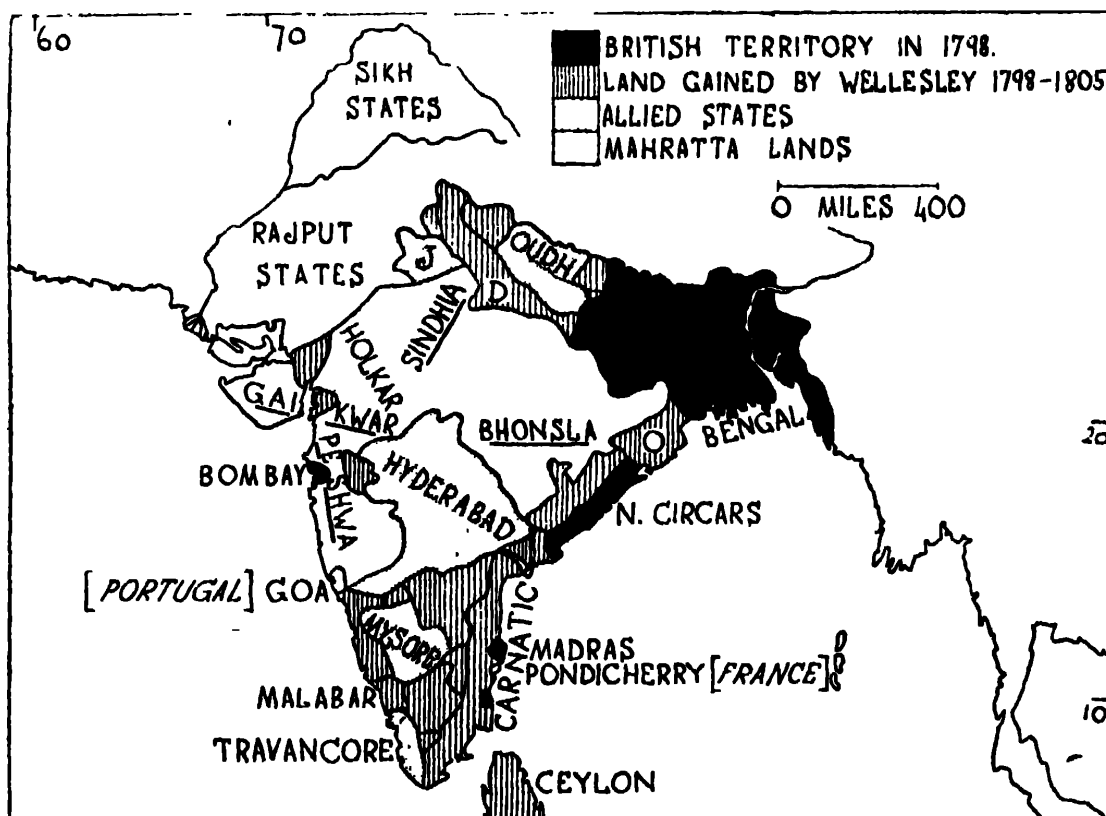 60
70
BRITISH TERRITORY IN 1798.
LAND GAINED BY WELLESLEY 1798-1805
ALLIED STATES
MAHRATTA LANDS
0 MILES 400
SIKH
STATES
RAJPUT
STATES
J
OUDH
D
SINDHIA
HOLKAR
GAI
KWAR
BHONSLA
O
BENGAL
20
PESHWA
BOMBAY
HYDERABAD
N. CIRCARS
[PORTUGAL] GOA
MYSORE
CARNATIC
MADRAS
PONDICHERRY [FRANCE]
MALABAR
10
TRAVANCORE
CEYLON